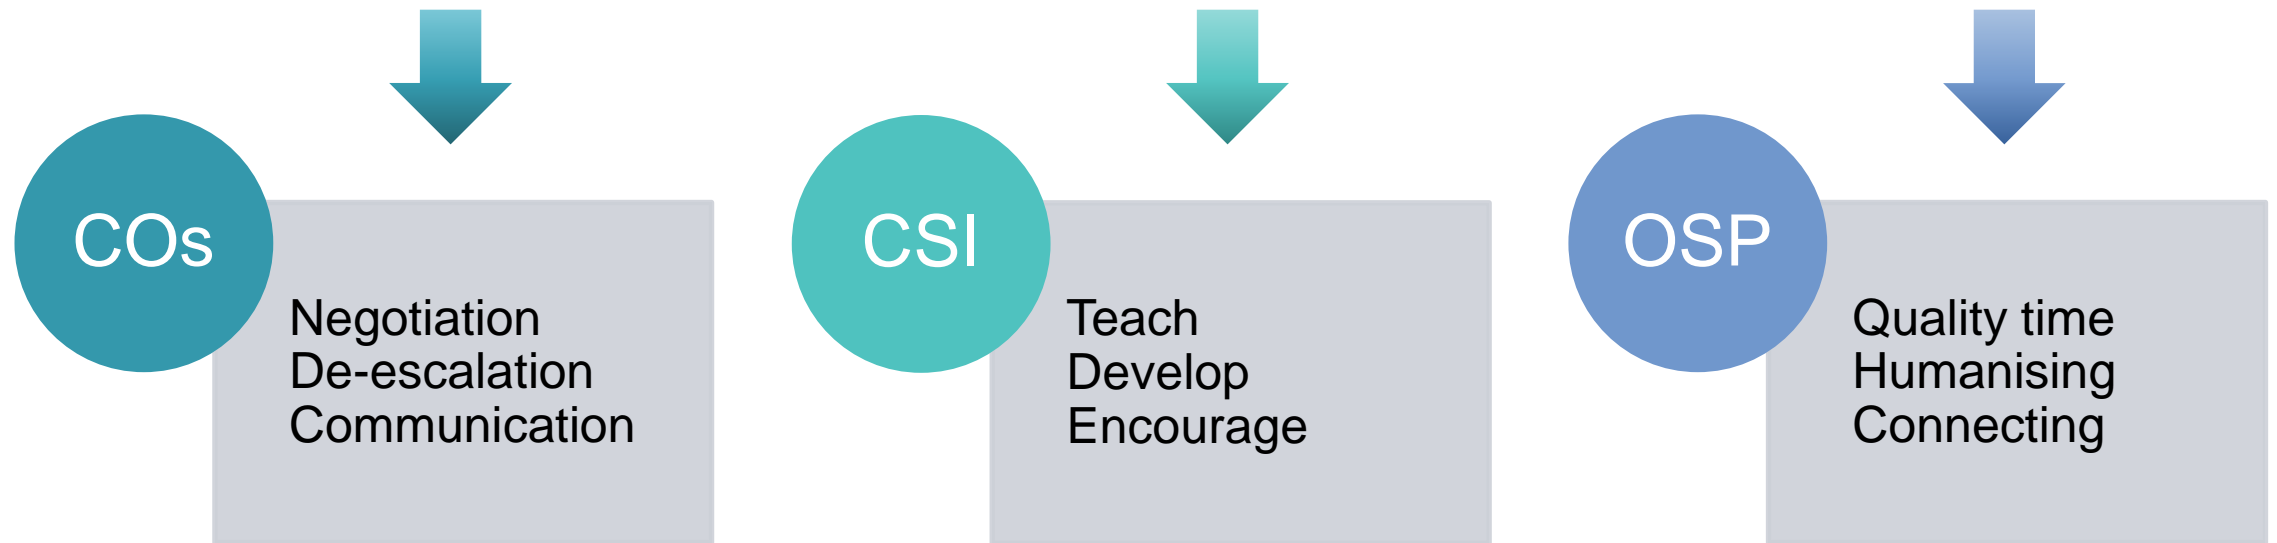 COs
Negotiation
De-escalation
Communication
CSI
Teach
Develop
Encourage
OSP
Quality time
Humanising
Connecting